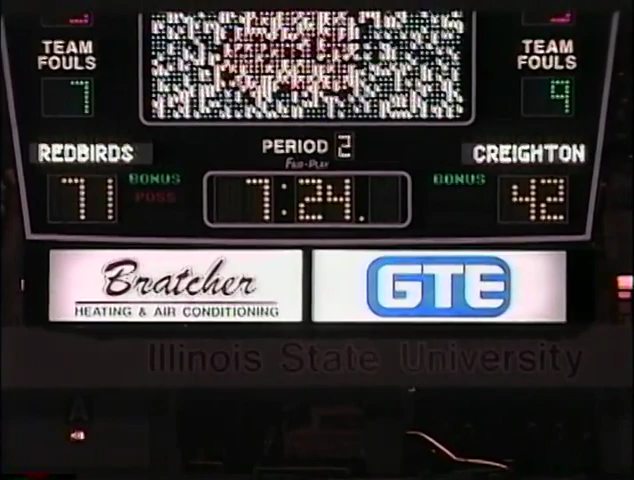 TEAM FOULS
7
TEAM FOULS
9
REDBIRDS
PERIOD 2
FAIR-PLAY
CREIGHTON
71
BONUS
POSS
7:24
BONUS
42
Bratcher
HEATING & AIR CONDITIONING
GTE
Illinois State University